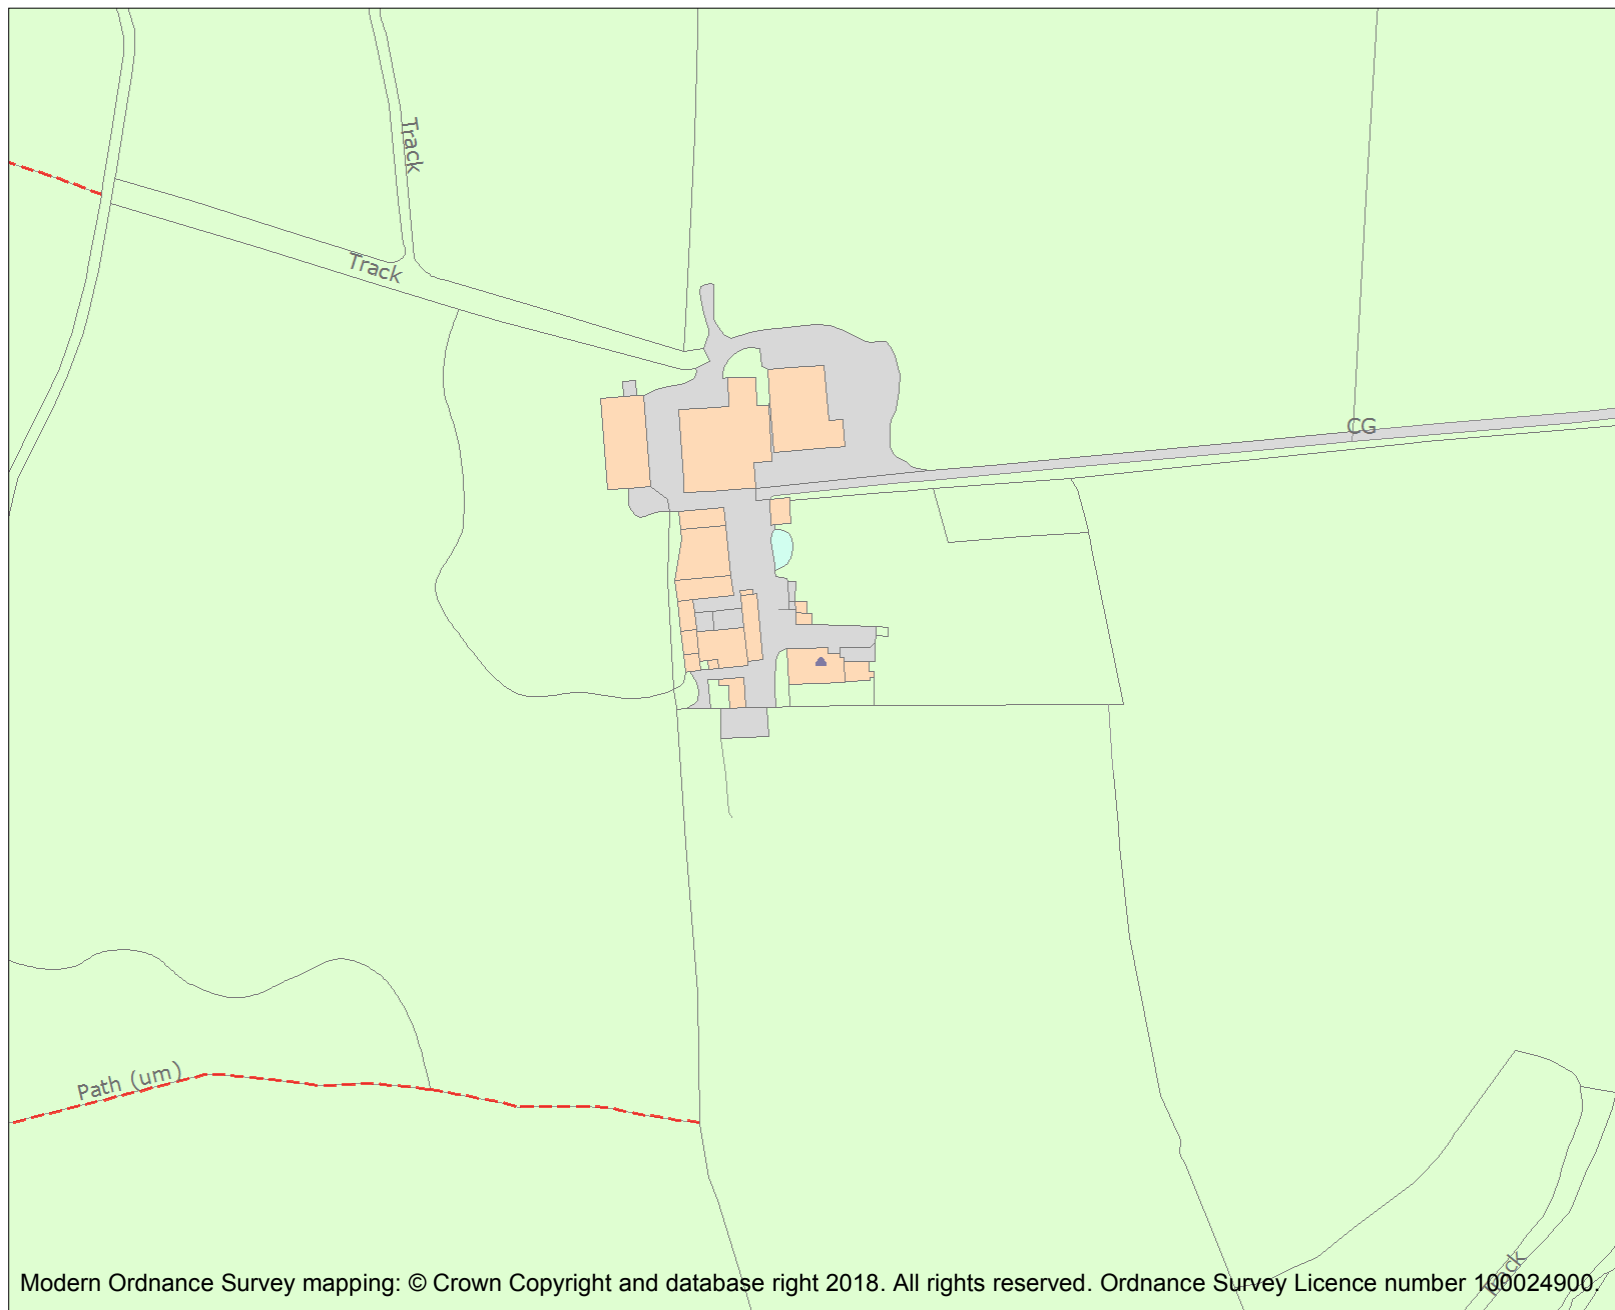 Track
Track
CG
Path (um)
Track
Modern Ordnance Survey mapping: © Crown Copyright and database right 2018. All rights reserved. Ordnance Survey Licence number 100024900.